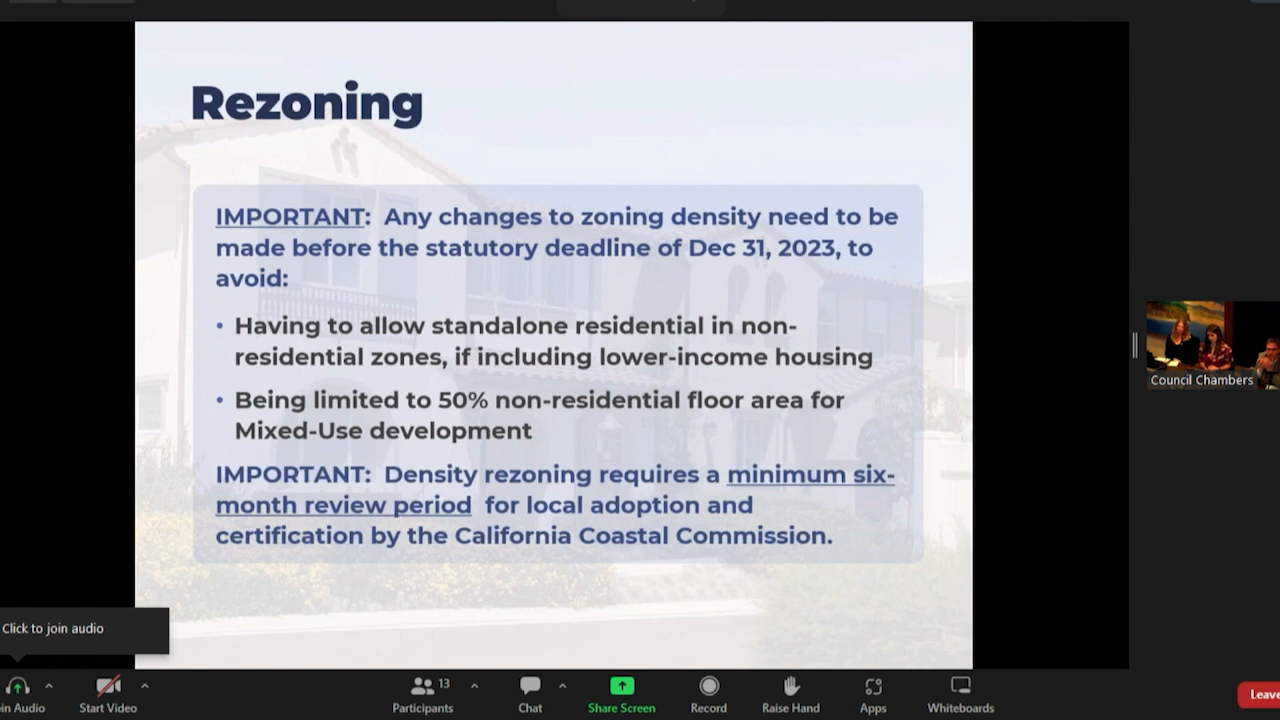 Rezoning
IMPORTANT: Any changes to zoning density need to be
made before the statutory deadline of Dec 31, 2023, to
avoid:
• Having to allow standalone residential in non-
residential zones, if including lower-income housing
• Being limited to 50% non-residential floor area for
Mixed-Use development
IMPORTANT: Density rezoning requires a minimum six-
month review period for local adoption and
certification by the California Coastal Commission.
Council Chambers
Click to join audio
in Audio
Start Video
13
Participants
Chat
Share Screen
Record
Raise Hand
Apps
Whiteboards
Leave